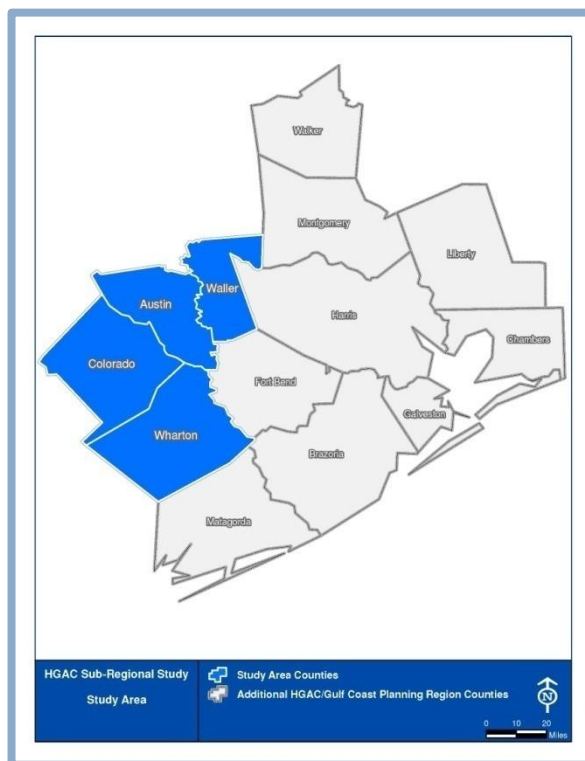 Walker
Montgomery
Liberty
Waller
Austin
Harris
Chambers
Colorado
Fort Bend
Galveston
Wharton
Brazoria
Matagorda
HGAC Sub-Regional Study
Study Area
Study Area Counties
Additional HGAC/Gulf Coast Planning Region Counties
N
0 10 20
Miles